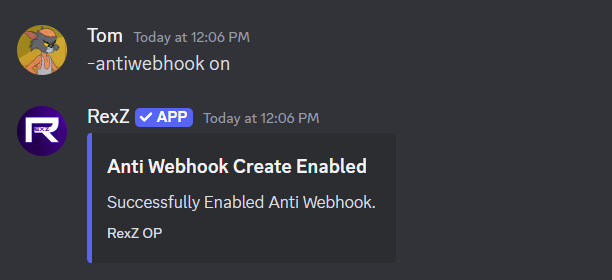 Tom Today at 12:06 PM
-antiwebhook on
RexZ APP Today at 12:06 PM
R
REXZ
Anti Webhook Create Enabled
Successfully Enabled Anti Webhook.
RexZ OP